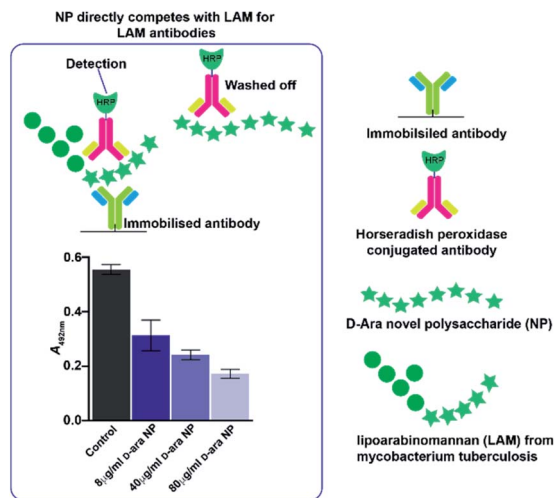 NP directly competes with LAM for
LAM antibodies
Detection
HRP
HRP
Washed off
Immobilised antibody
0.6
0.4
0.2
0.0
A492nm
Control
8µg/ml D-ara NP
40µg/ml D-ara NP
80µg/ml D-ara NP
Immobilsiled antibody
HRP
Horseradish peroxidase
conjugated antibody
D-Ara novel polysaccharide (NP)
lipoarabinomannan (LAM) from
mycobacterium tuberculosis